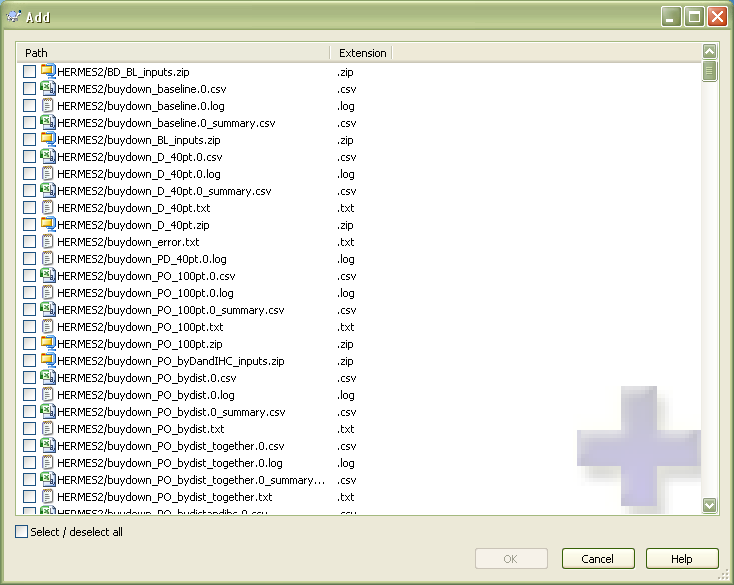 Add
Path Extension
HERMES2/BD_BL_inputs.zip .zip
HERMES2/buydown_baseline.0.csv .csv
HERMES2/buydown_baseline.0.log .log
HERMES2/buydown_baseline.0_summary.csv .csv
HERMES2/buydown_BL_inputs.zip .zip
HERMES2/buydown_D_40pt.0.csv .csv
HERMES2/buydown_D_40pt.0.log .log
HERMES2/buydown_D_40pt.0_summary.csv .csv
HERMES2/buydown_D_40pt.txt .txt
HERMES2/buydown_D_40pt.zip .zip
HERMES2/buydown_error.txt .txt
HERMES2/buydown_PD_40pt.0.log .log
HERMES2/buydown_PO_100pt.0.csv .csv
HERMES2/buydown_PO_100pt.0.log .log
HERMES2/buydown_PO_100pt.0_summary.csv .csv
HERMES2/buydown_PO_100pt.txt .txt
HERMES2/buydown_PO_100pt.zip .zip
HERMES2/buydown_PO_byDandIHC_inputs.zip .zip
HERMES2/buydown_PO_bydist.0.csv .csv
HERMES2/buydown_PO_bydist.0.log .log
HERMES2/buydown_PO_bydist.0_summary.csv .csv
HERMES2/buydown_PO_bydist.txt .txt
HERMES2/buydown_PO_bydist_together.0.csv .csv
HERMES2/buydown_PO_bydist_together.0.log .log
HERMES2/buydown_PO_bydist_together.0_summary... .csv
HERMES2/buydown_PO_bydist_together.txt .txt
HERMES2/buydown_PO_bydistandihc.0.csv .csv
Select / deselect all
OK Cancel Help